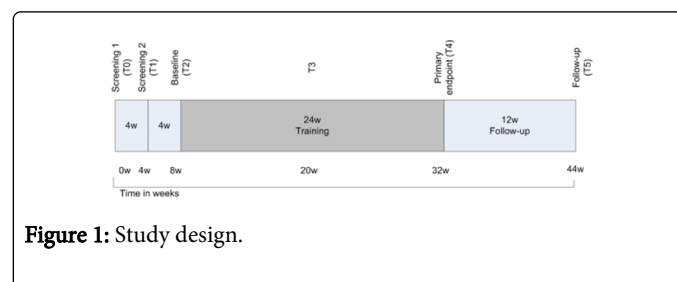 Screening 1
(T0)
Screening 2
(T1)
Baseline
(T2)
T3
Primary
endpoint (T4)
Follow-up
(T5)
4w
4w
24w
Training
12w
Follow-up
0w 4w 8w 20w 32w 44w
Time in weeks
Figure 1: Study design.